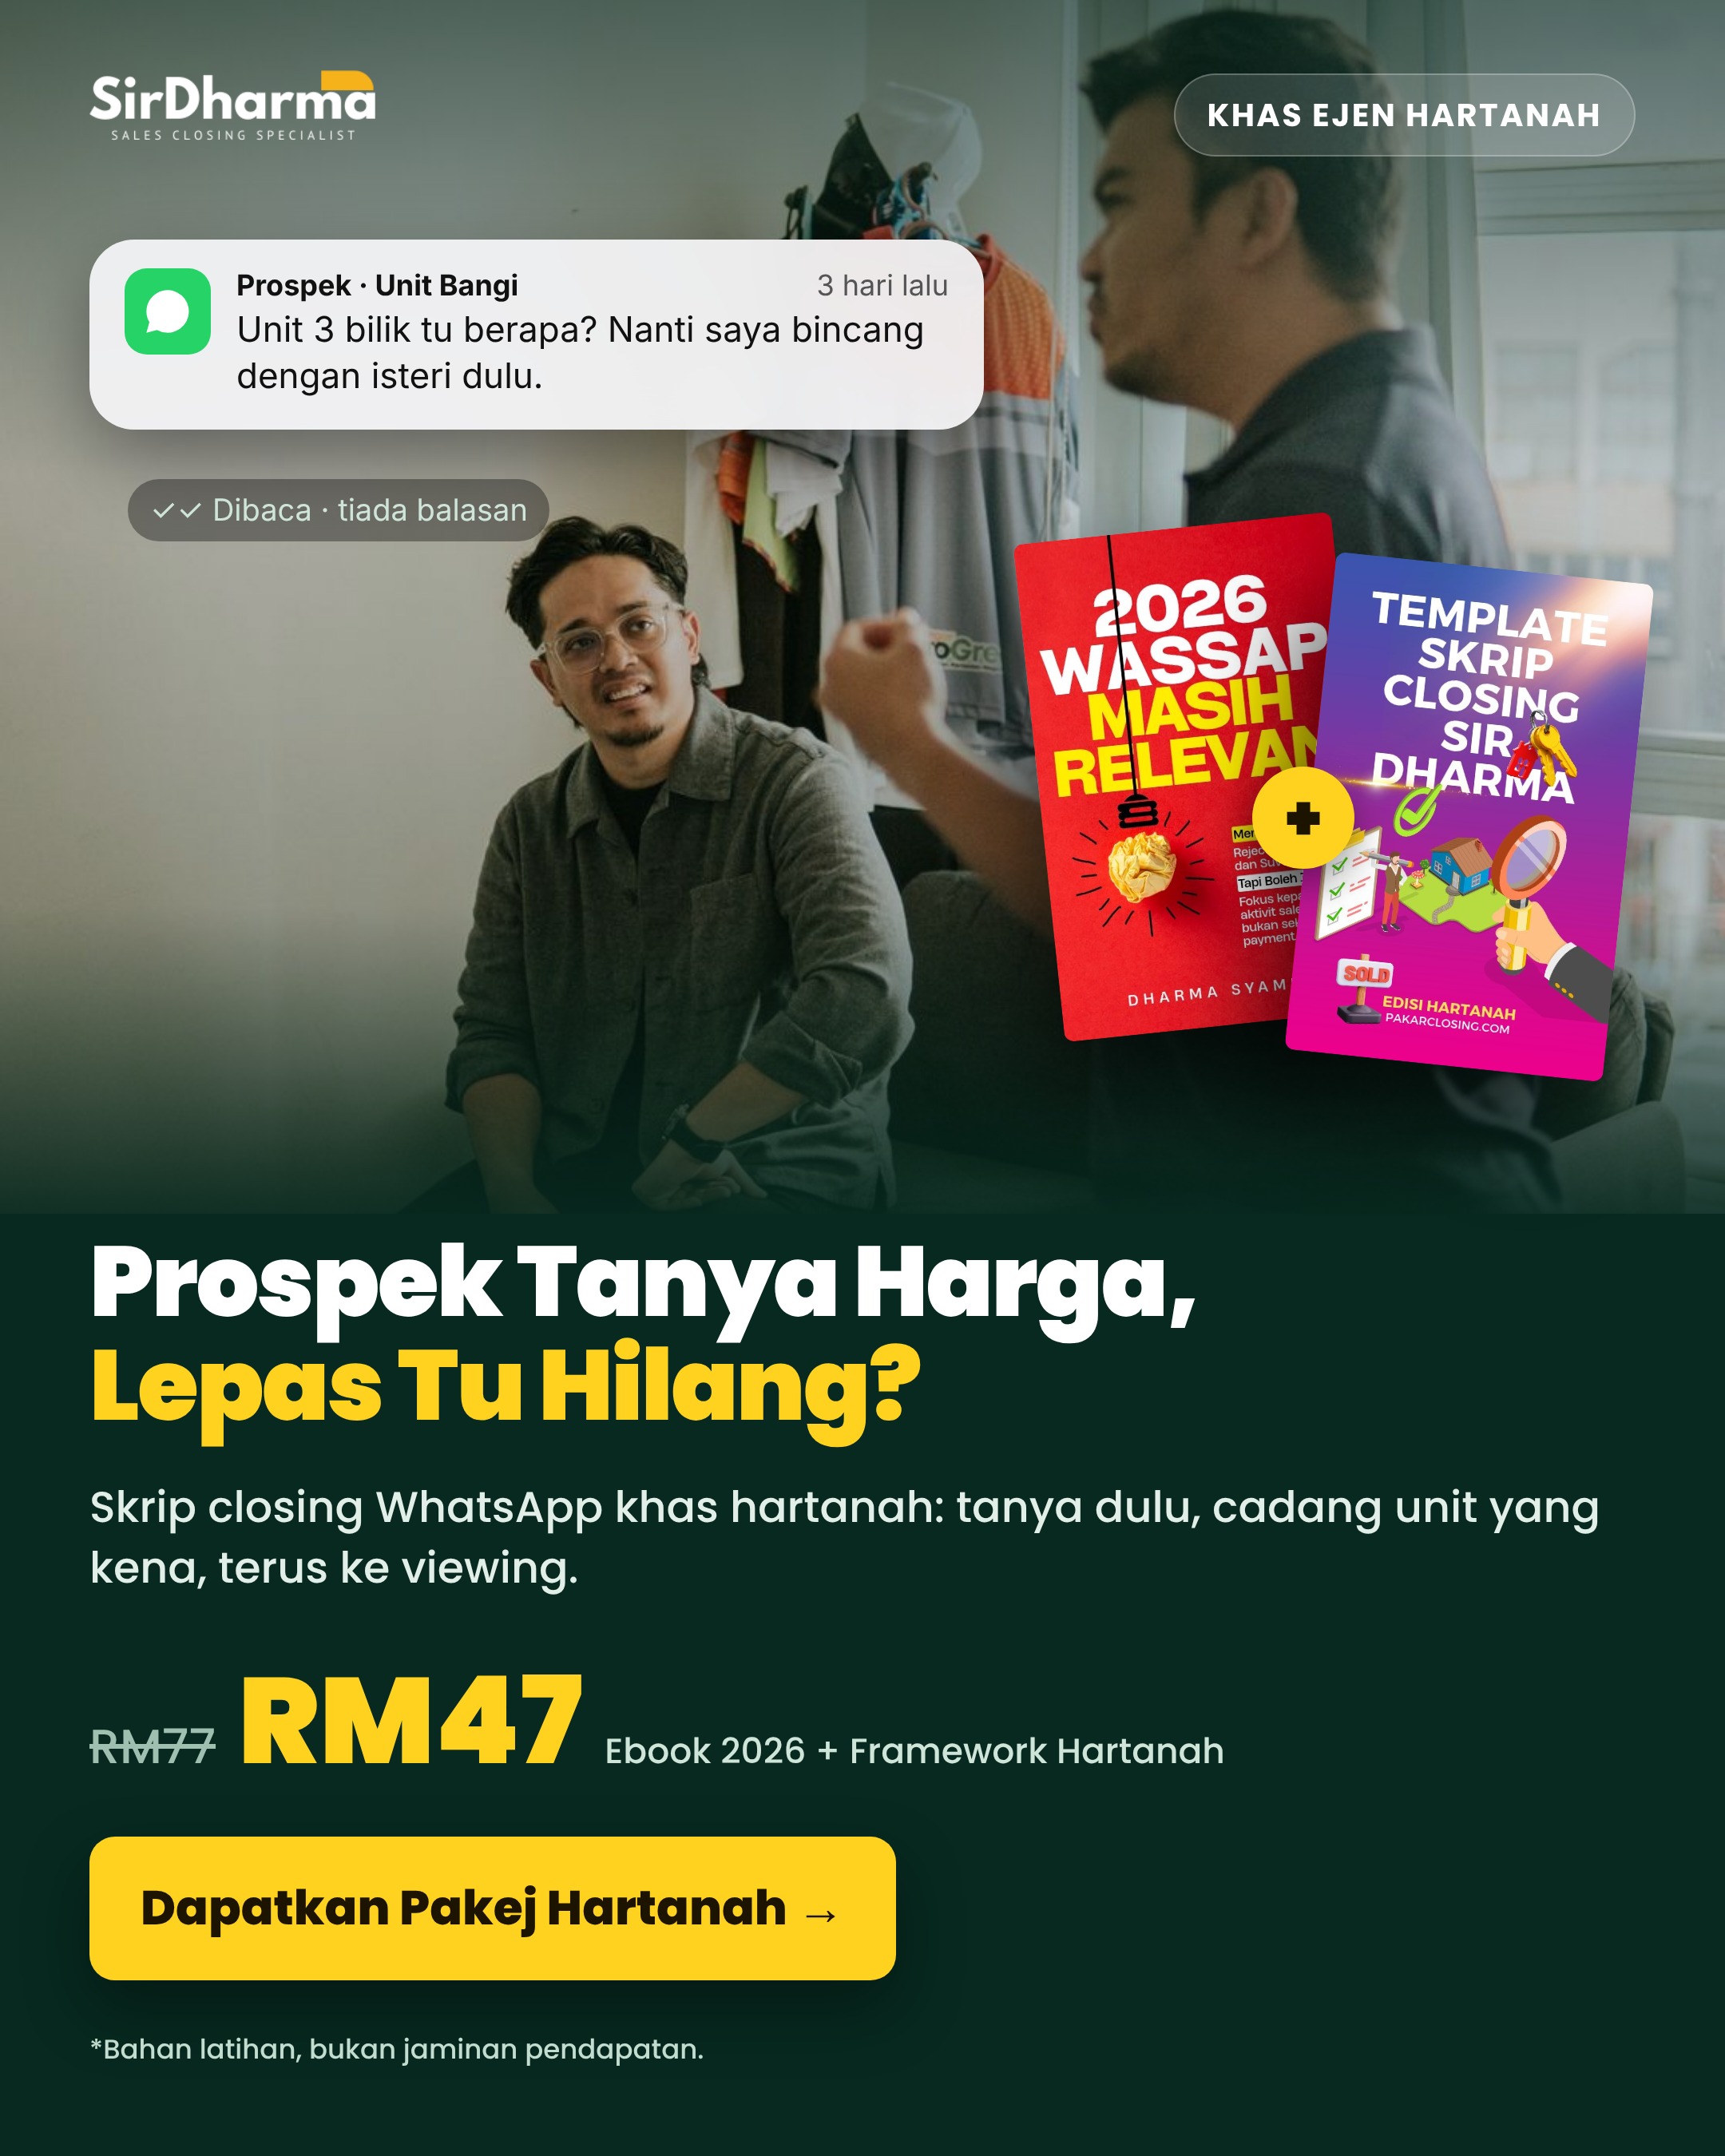 SirDharma
SALES CLOSING SPECIALIST
KHAS EJEN HARTANAH
Prospek · Unit Bangi
3 hari lalu
Unit 3 bilik tu berapa? Nanti saya bincang
dengan isteri dulu.
✓✓ Dibaca · tiada balasan
2026
WASSAP
MASIH
RELEVAN
Tapi Boleh
DHARMA SYAM
TEMPLATE
SKRIP
CLOSING
SIR
DHARMA
SOLD
EDISI HARTANAH
PAKARCLOSING.COM
Prospek Tanya Harga,
Lepas Tu Hilang?
Skrip closing WhatsApp khas hartanah: tanya dulu, cadang unit yang
kena, terus ke viewing.
RM77 RM47 Ebook 2026 + Framework Hartanah
Dapatkan Pakej Hartanah →
*Bahan latihan, bukan jaminan pendapatan.